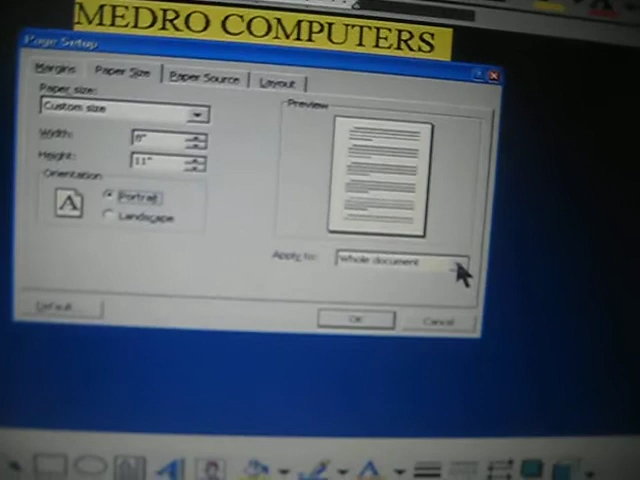 MEDRO COMPUTERS
Page Setup
Margins Paper Size Paper Source Layout
Paper size:
Custom size
Width: 8"
Height: 11"
Orientation
Portrait
Landscape
Preview
Apply to: Whole document
Default OK Cancel